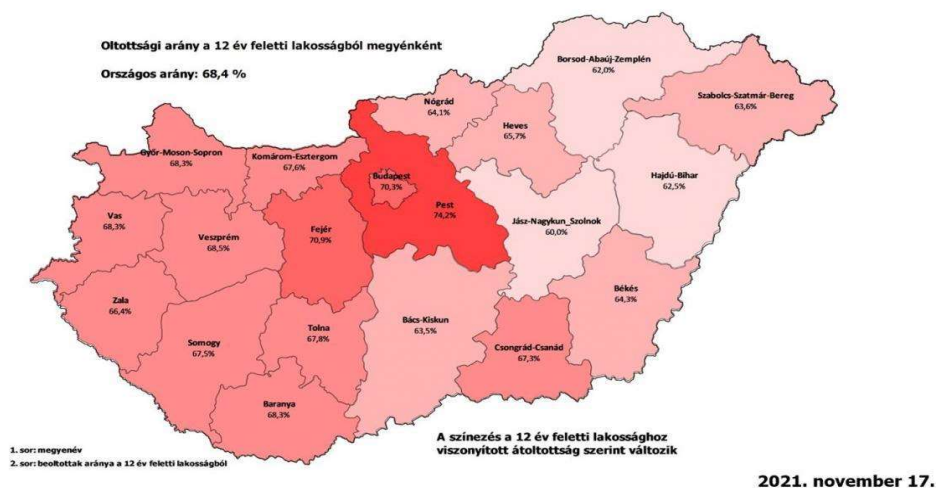 Oltottsági arány a 12 év feletti lakosságból megyénként
Országos arány: 68,4 %
Borsod-Abaúj-Zemplén
62,0%
Szabolcs-Szatmár-Bereg
63,6%
Nógrád
64,1%
Heves
65,7%
Győr-Moson-Sopron
68,3%
Komárom-Esztergom
67,6%
Budapest
70,3%
Hajdú-Bihar
62,5%
Pest
74,2%
Vas
68,3%
Veszprém
68,5%
Fejér
70,9%
Jász-Nagykun_Szolnok
60,0%
Békés
64,3%
Zala
66,4%
Somogy
67,5%
Tolna
67,8%
Bács-Kiskun
63,5%
Csongrád-Csanád
67,3%
Baranya
68,3%
A színezés a 12 év feletti lakossághoz
viszonyított átoltottság szerint változik
1. sor: megyenév
2. sor: beoltottak aránya a 12 év feletti lakosságból
2021. november 17.